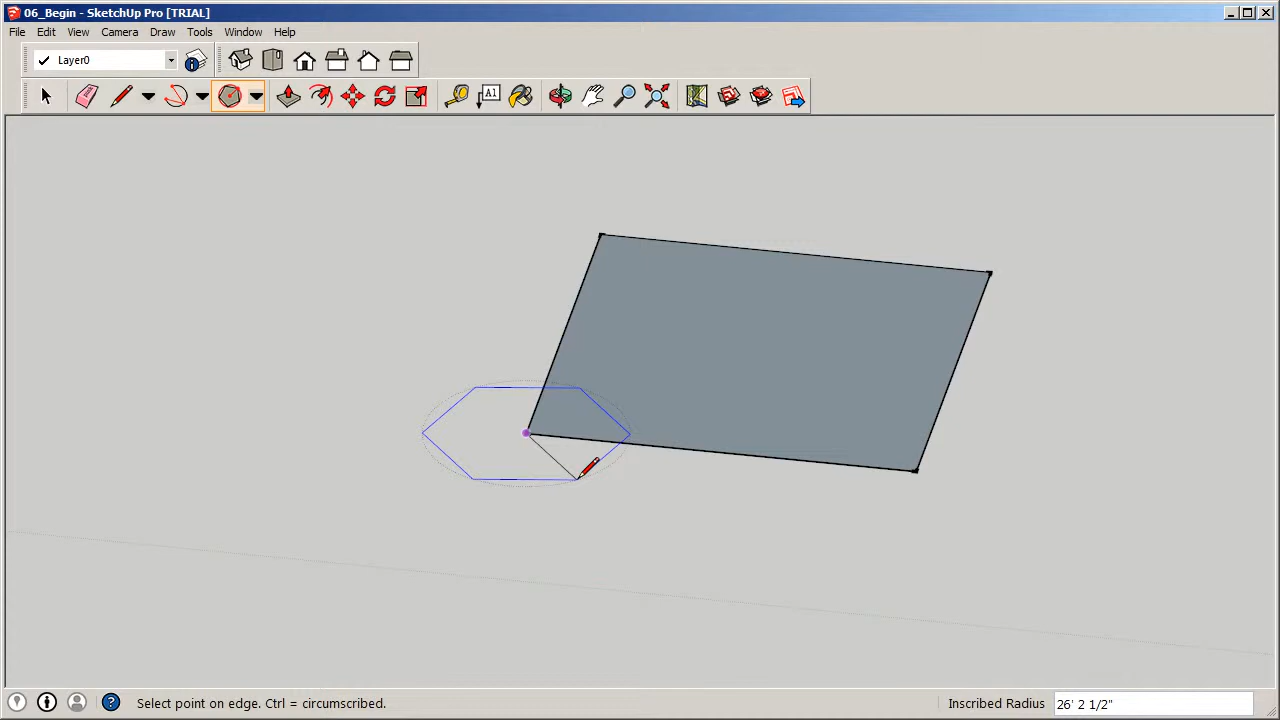 06_Begin - SketchUp Pro [TRIAL]
File Edit View Camera Draw Tools Window Help
Layer0
A1
Select point on edge. Ctrl = circumscribed. Inscribed Radius 26' 2 1/2"